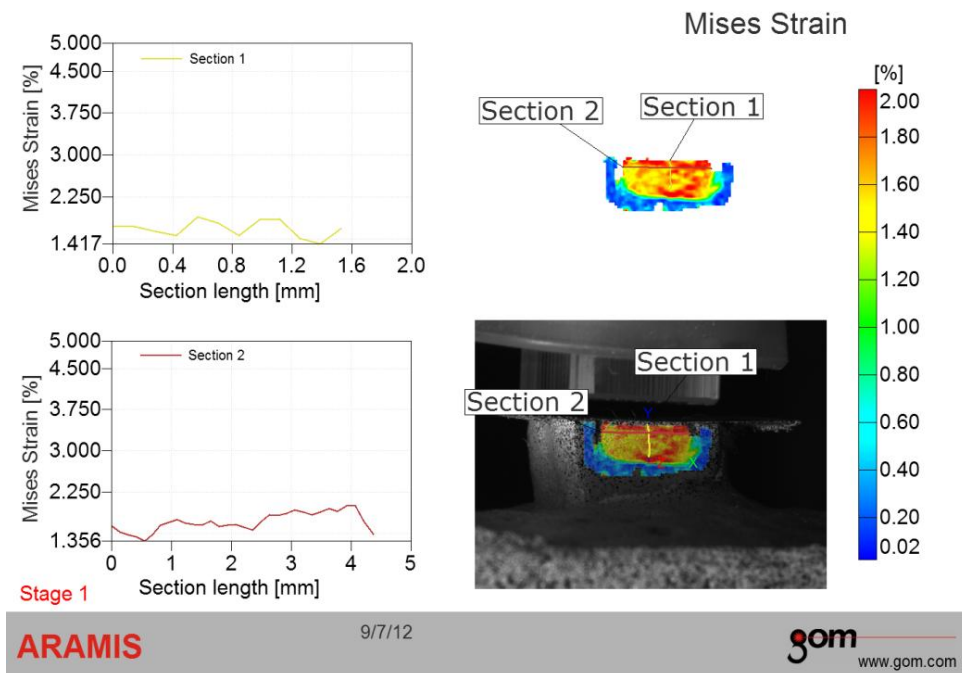 Mises Strain
5.000
4.500
3.750
3.000
2.250
1.417
Mises Strain [%]
Section 1
0.0 0.4 0.8 1.2 1.6 2.0
Section length [mm]
Section 2 Section 1
[%]
2.00
1.80
1.60
1.40
1.20
1.00
0.80
0.60
0.40
0.20
0.02
5.000
4.500
3.750
3.000
2.250
1.356
Mises Strain [%]
Section 2
0 1 2 3 4 5
Section length [mm]
Section 1
Section 2
Y
X
Stage 1
ARAMIS
9/7/12
gom
www.gom.com